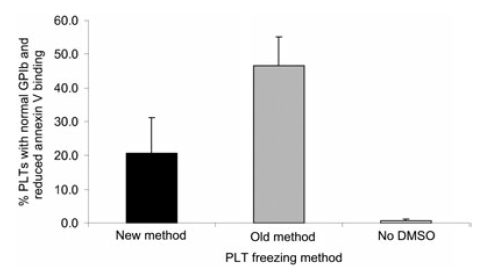 % PLTs with normal GPIb and
reduced annexin V binding
60.0
50.0
40.0
30.0
20.0
10.0
0.0
New method
Old method
No DMSO
PLT freezing method